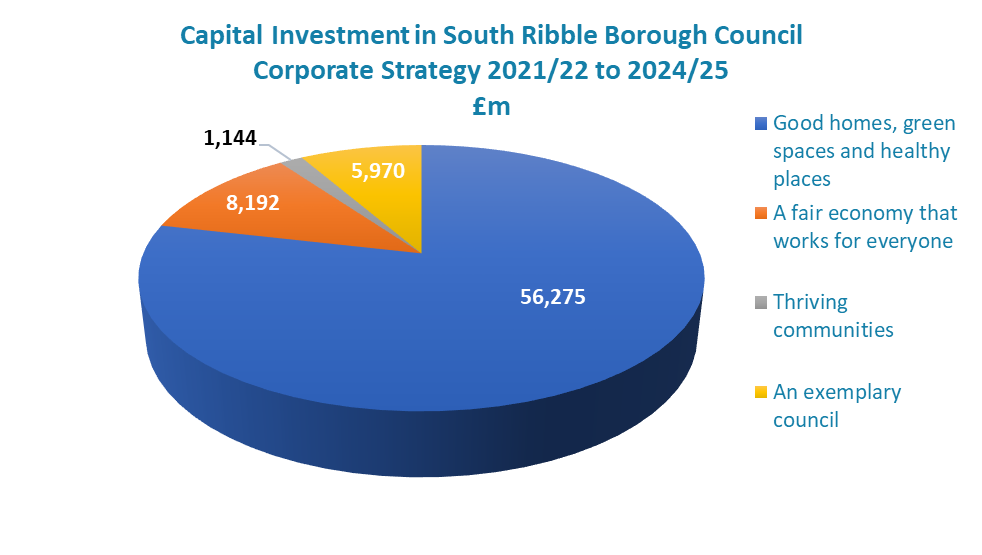 Capital Investment in South Ribble Borough Council
Corporate Strategy 2021/22 to 2024/25
£m
1,144
5,970
8,192
56,275
Good homes, green
spaces and healthy
places
A fair economy that
works for everyone
Thriving
communities
An exemplary
council